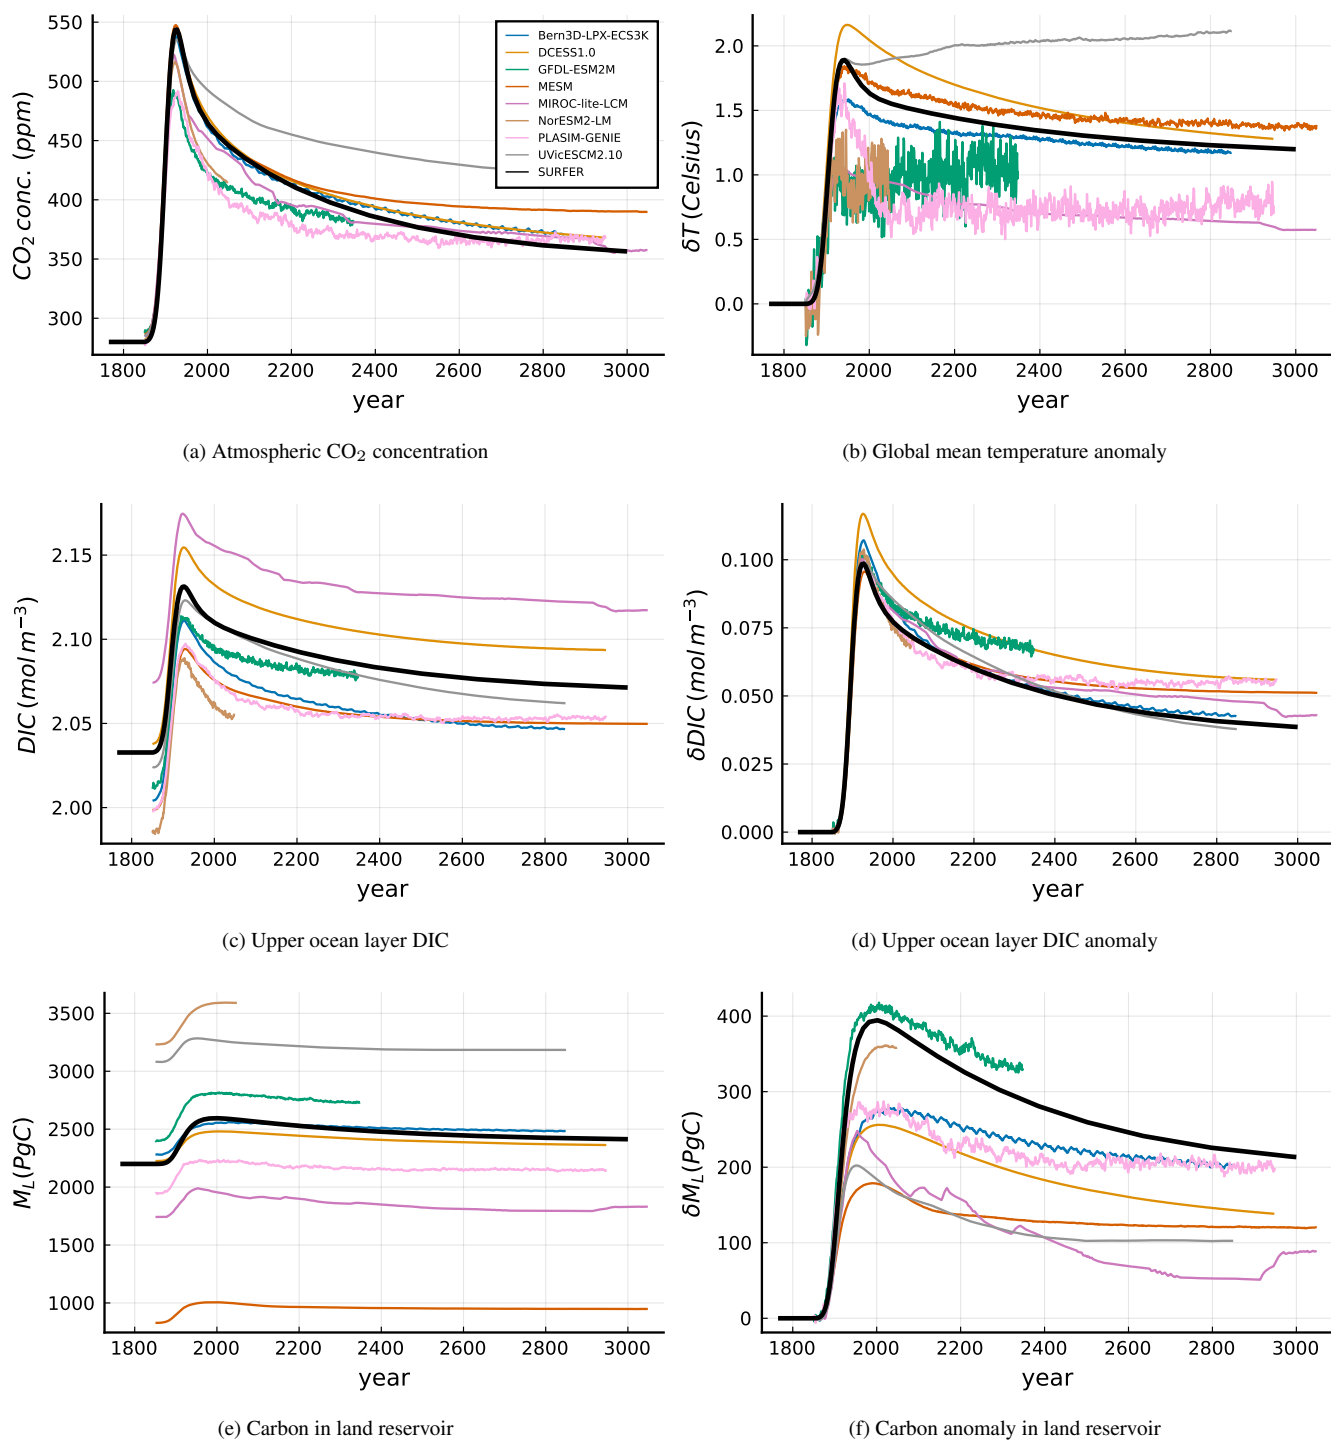 550
500
450
400
350
300
CO₂ conc. (ppm)
Bern3D-LPX-ECS3K
DCESS1.0
GFDL-ESM2M
MESM
MIROC-lite-LCM
NorESM2-LM
PLASIM-GENIE
UVicESCM2.10
SURFER
1800 2000 2200 2400 2600 2800 3000
year
(a) Atmospheric CO₂ concentration
2.0
1.5
1.0
0.5
0.0
δT (Celsius)
1800 2000 2200 2400 2600 2800 3000
year
(b) Global mean temperature anomaly
2.15
2.10
2.05
2.00
DIC (mol m⁻³)
1800 2000 2200 2400 2600 2800 3000
year
(c) Upper ocean layer DIC
0.100
0.075
0.050
0.025
0.000
δDIC (mol m⁻³)
1800 2000 2200 2400 2600 2800 3000
year
(d) Upper ocean layer DIC anomaly
3500
3000
2500
2000
1500
1000
M_L(PgC)
1800 2000 2200 2400 2600 2800 3000
year
(e) Carbon in land reservoir
400
300
200
100
0
δM_L(PgC)
1800 2000 2200 2400 2600 2800 3000
year
(f) Carbon anomaly in land reservoir